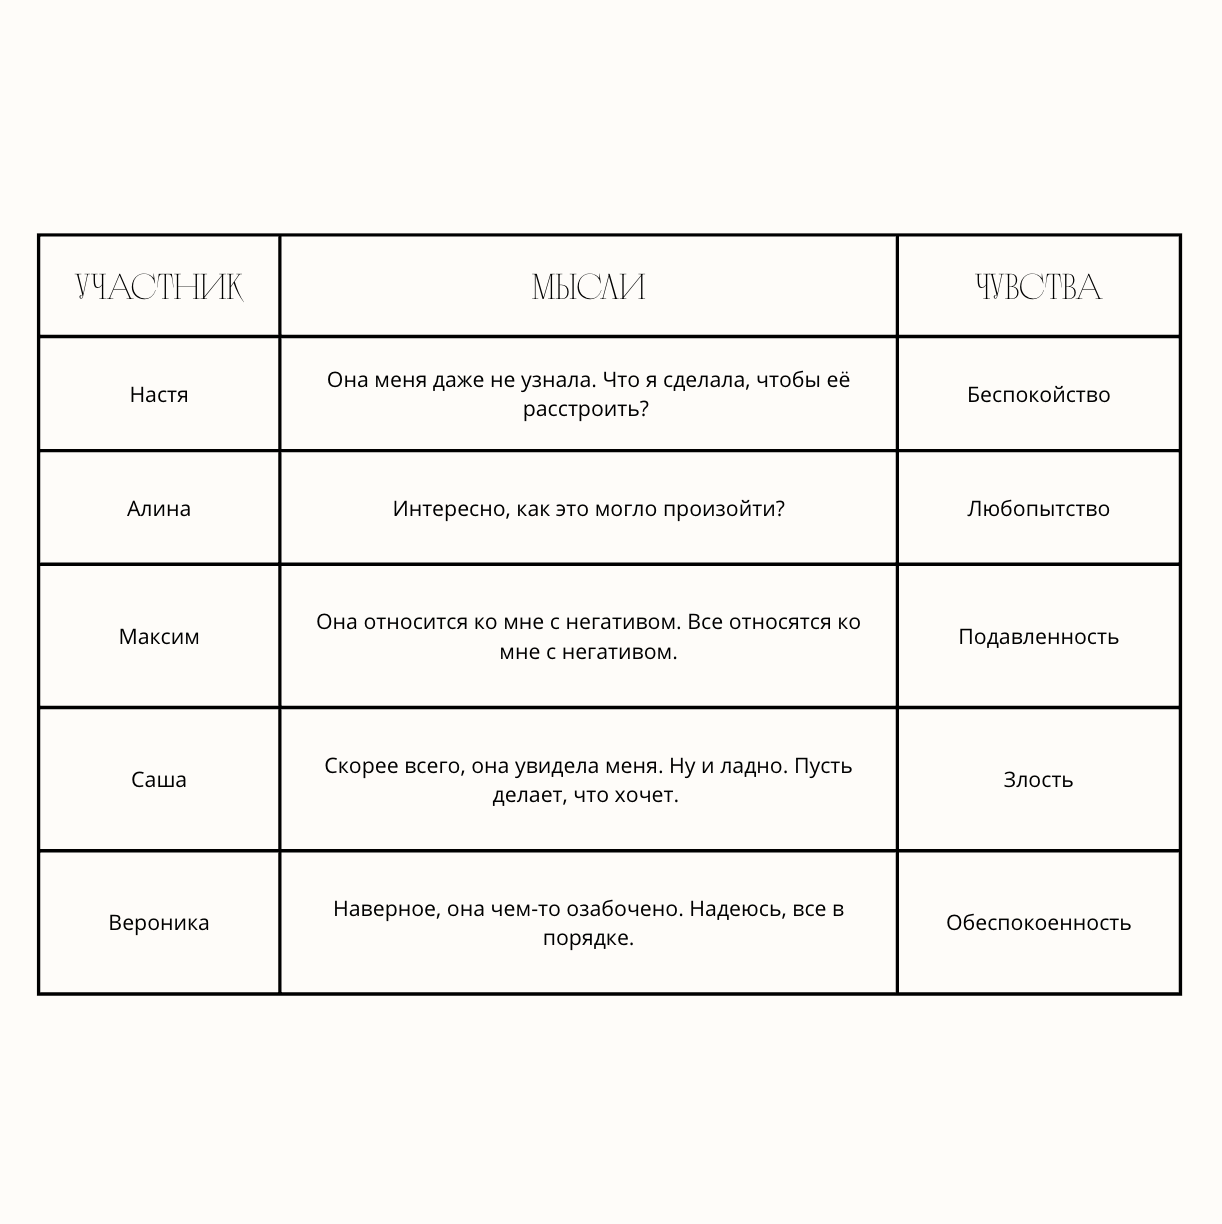 УЧАСТНИК
МЫСЛИ
ЧУВСТВА
Настя
Она меня даже не узнала. Что я сделала, чтобы её
расстроить?
Беспокойство
Алина
Интересно, как это могло произойти?
Любопытство
Максим
Она относится ко мне с негативом. Все относятся ко
мне с негативом.
Подавленность
Саша
Скорее всего, она увидела меня. Ну и ладно. Пусть
делает, что хочет.
Злость
Вероника
Наверное, она чем-то озабочено. Надеюсь, все в
порядке.
Обеспокоенность